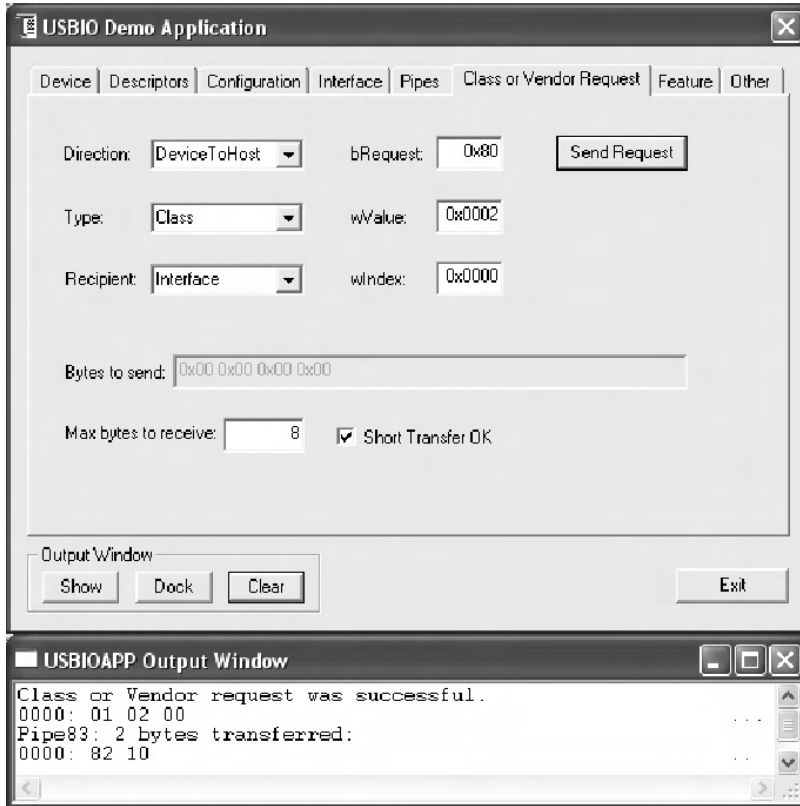 USBIO Demo Application
Device Descriptors Configuration Interface Pipes Class or Vendor Request Feature Other
Direction: DeviceToHost bRequest: 0x80 Send Request
Type: Class wValue: 0x0002
Recipient: Interface wIndex: 0x0000
Bytes to send: 0x00 0x00 0x00 0x00
Max bytes to receive: 8 Short Transfer OK
Output Window
Show Dock Clear Exit
USBIOAPP Output Window
Class or Vendor request was successful.
0000: 01 02 00 ...
Pipe83: 2 bytes transferred:
0000: 82 10 ..